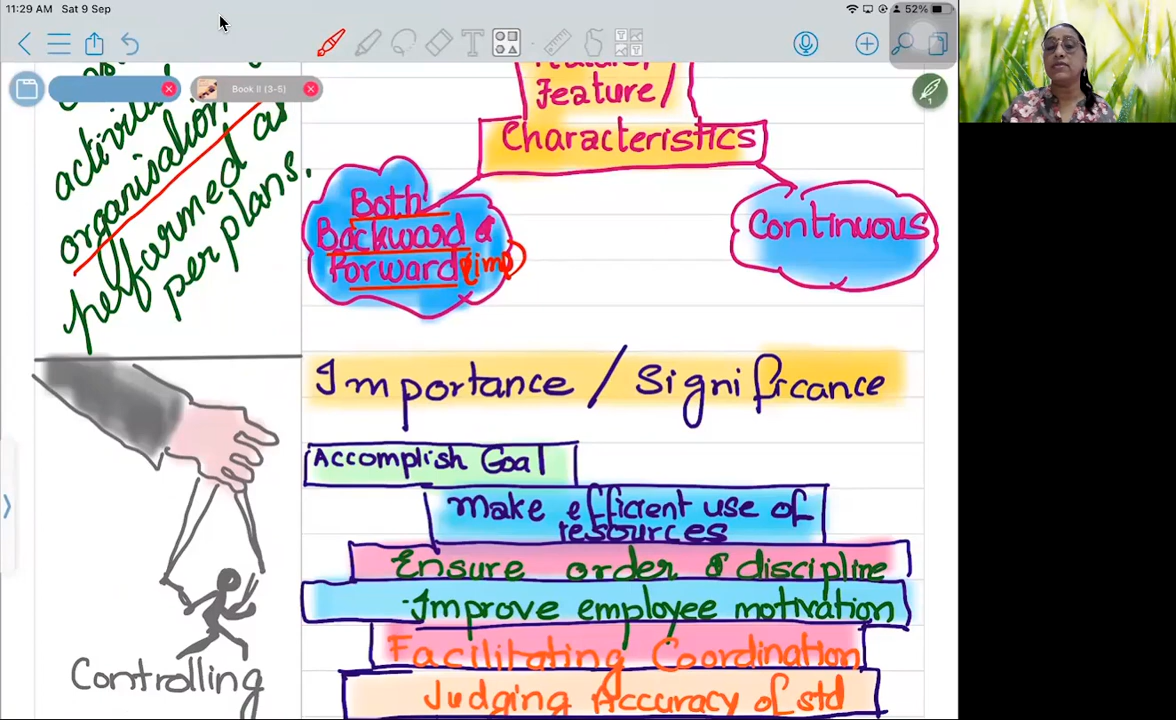 11:29 AM Sat 9 Sep
52%
Book II (3-5)
activiti
organisation
performed as
per plans.
Feature/
Characteristics
Both
Backward &
Forward (imp)
Continuous
Importance / Significance
Accomplish Goal
Make efficient use of
resources
Ensure order & discipline
Improve employee motivation
Facilitating Coordination
Judging Accuracy of std
Controlling